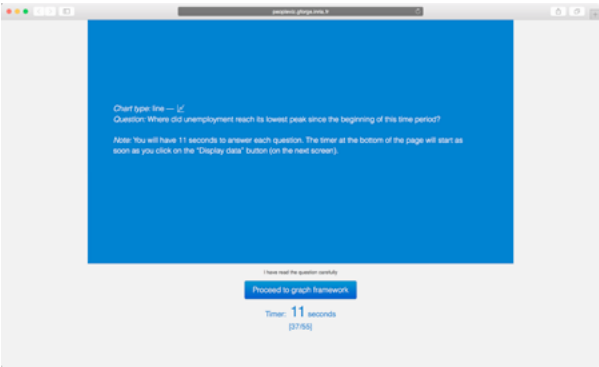 Chart type: line —
Question: Where did unemployment reach its lowest peak since the beginning of this time period?
Note: You will have 11 seconds to answer each question. The timer at the bottom of the page will start as
soon as you click on the "Display data" button (on the next screen).
I have read the question carefully
Proceed to graph framework
Timer: 11 seconds
[37/55]